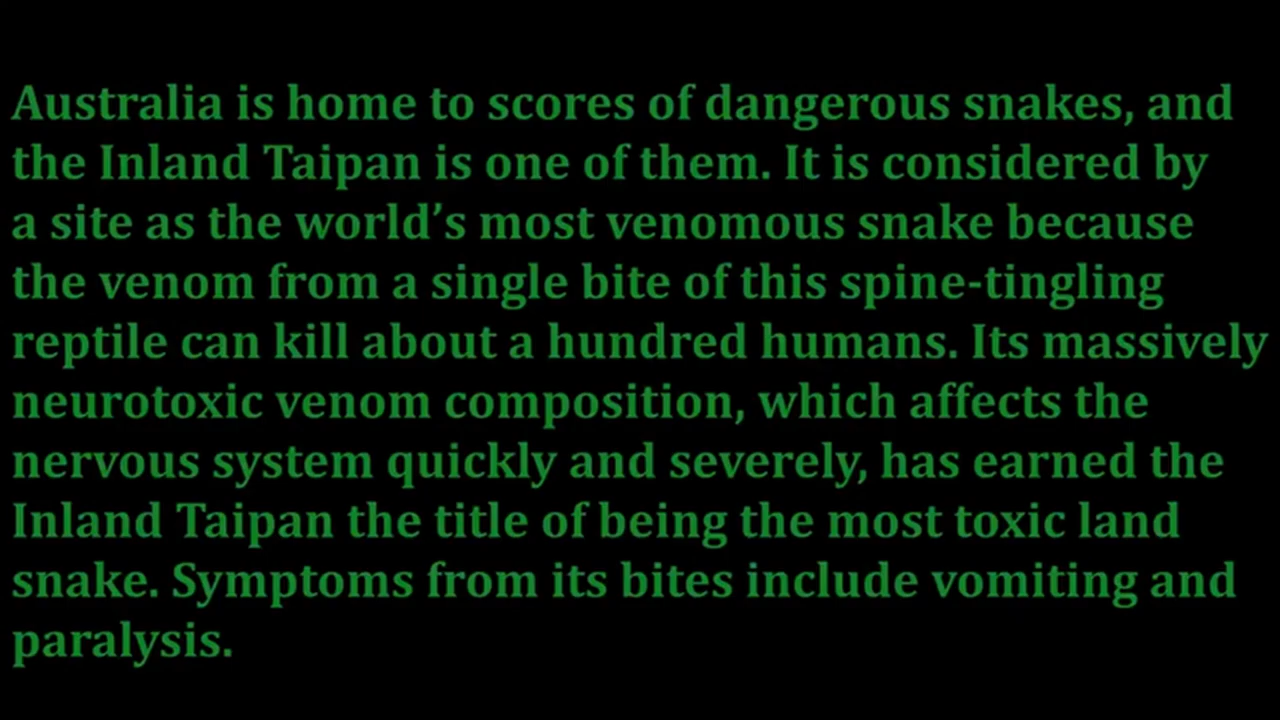 Australia is home to scores of dangerous snakes, and
the Inland Taipan is one of them. It is considered by
a site as the world’s most venomous snake because
the venom from a single bite of this spine-tingling
reptile can kill about a hundred humans. Its massively
neurotoxic venom composition, which affects the
nervous system quickly and severely, has earned the
Inland Taipan the title of being the most toxic land
snake. Symptoms from its bites include vomiting and
paralysis.